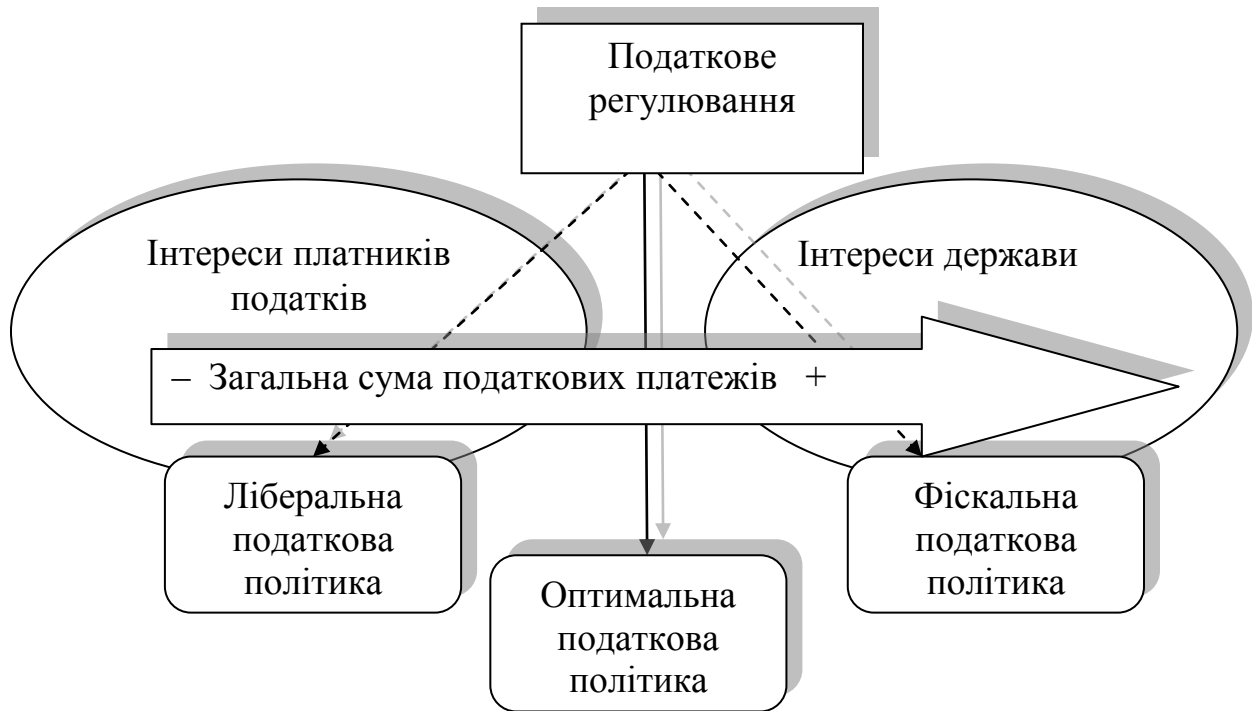 Податкове
регулювання
Інтереси платників
податків
Інтереси держави
– Загальна сума податкових платежів +
Ліберальна
податкова
політика
Оптимальна
податкова
політика
Фіскальна
податкова
політика